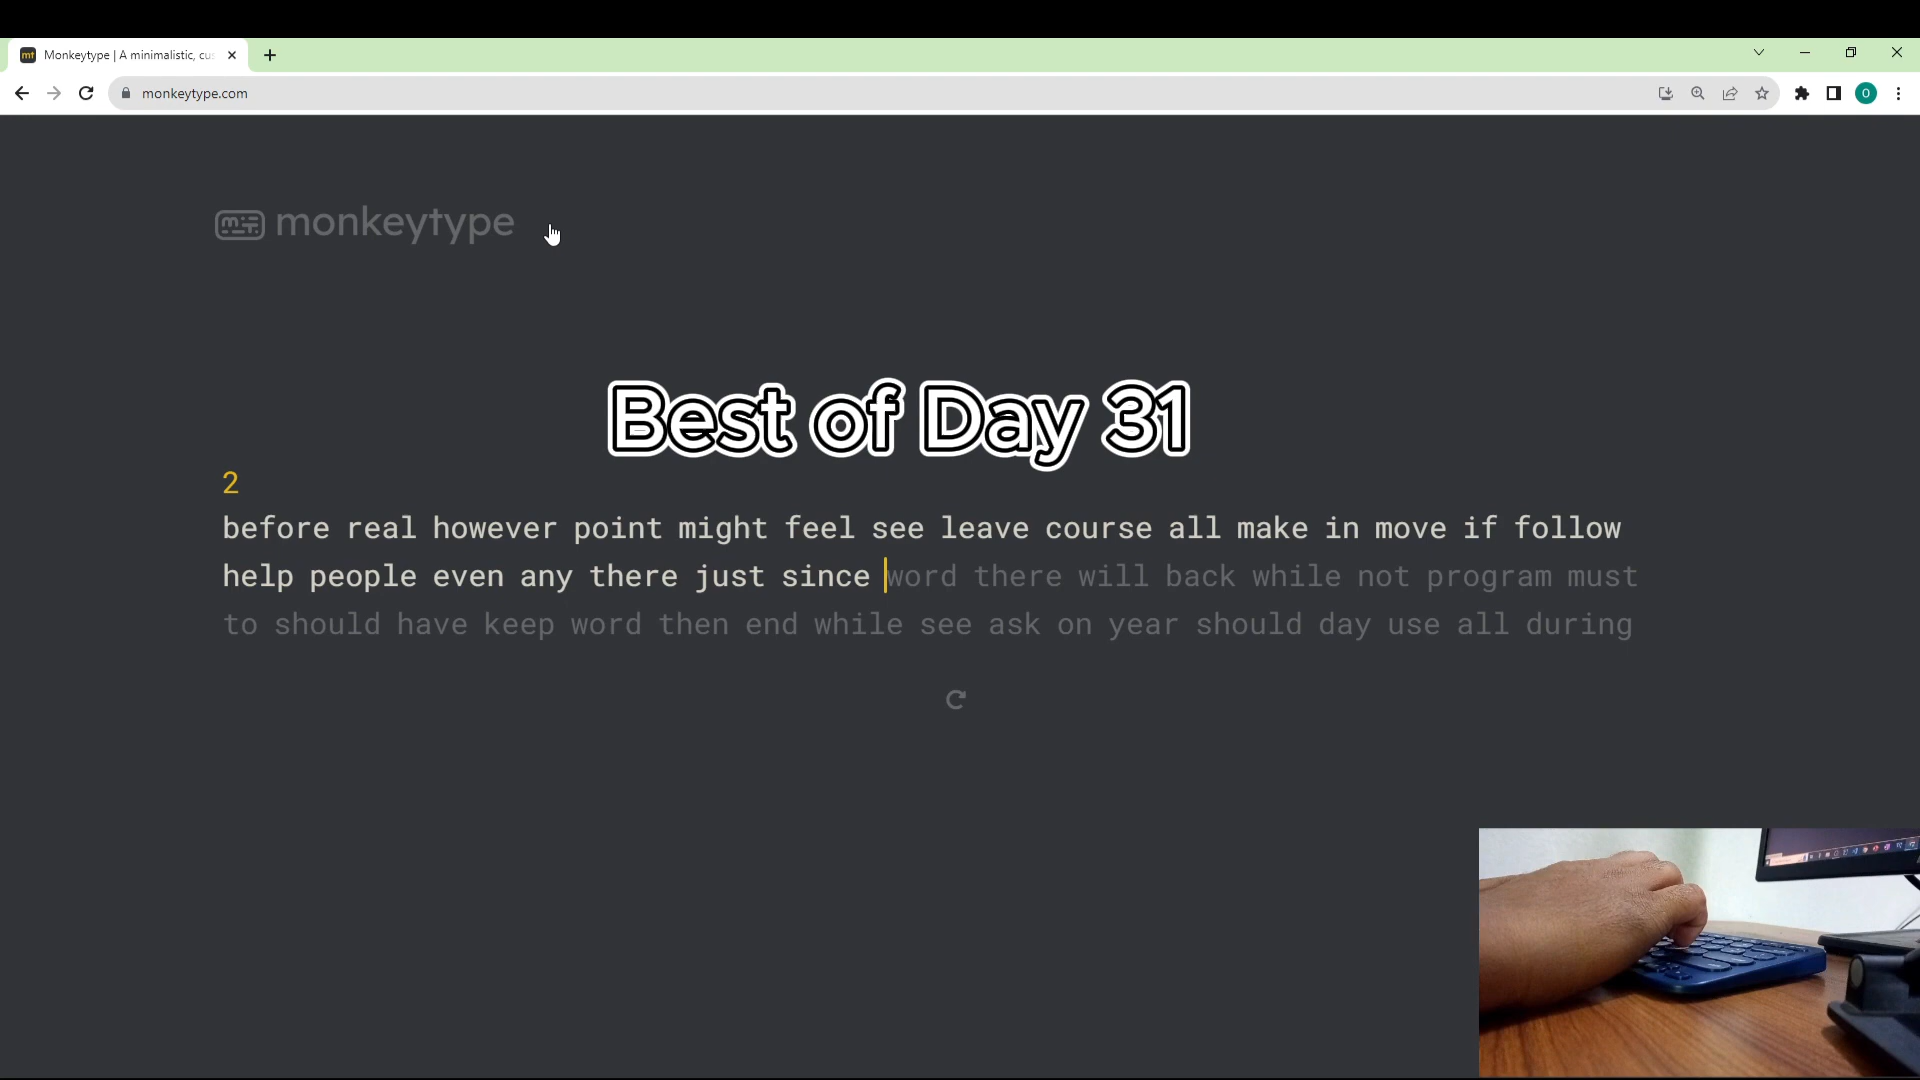 mt Monkeytype | A minimalistic, cus
monkeytype.com
O
mt monkeytype
Best of Day 31
2
before real however point might feel see leave course all make in move if follow
help people even any there just since word there will back while not program must
to should have keep word then end while see ask on year should day use all during